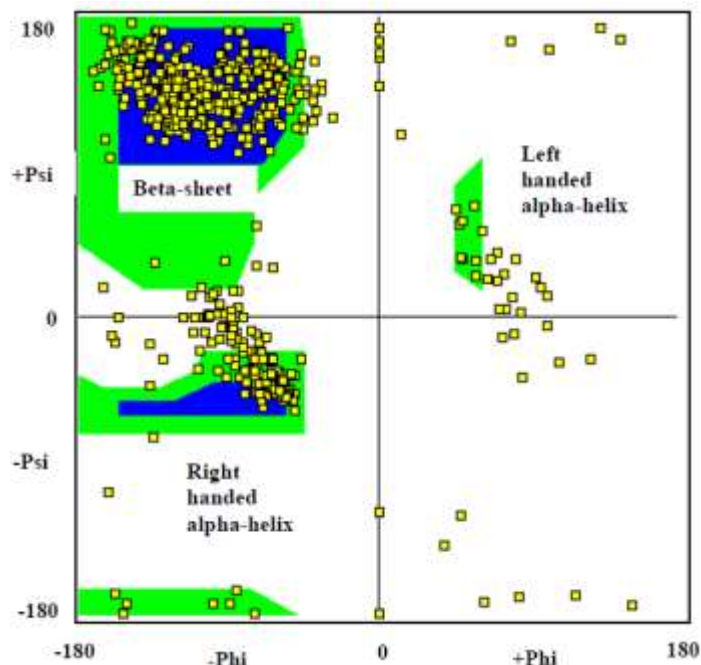 180
+Psi
Beta-sheet
Left
handed
alpha-helix
0
-Psi
Right
handed
alpha-helix
-180
-180
-Phi
0
+Phi
180